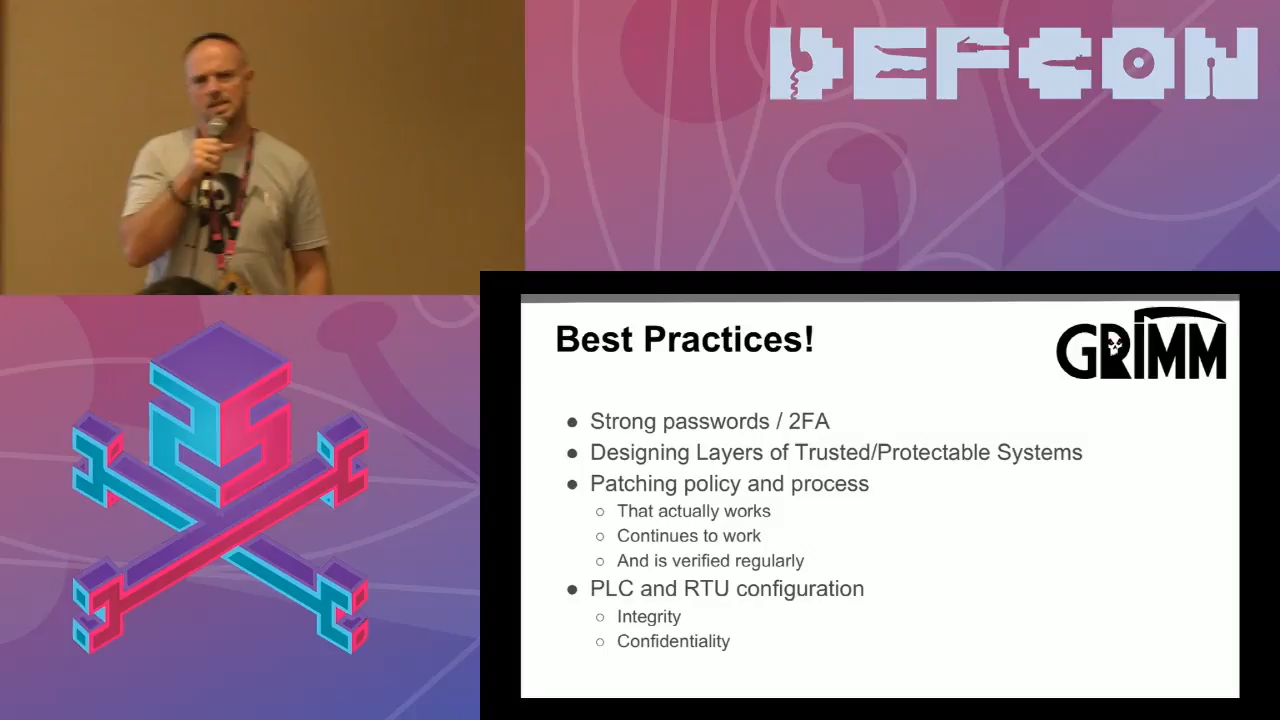 DEFCON
Best Practices!
GRIMM
● Strong passwords / 2FA
● Designing Layers of Trusted/Protectable Systems
● Patching policy and process
○ That actually works
○ Continues to work
○ And is verified regularly
● PLC and RTU configuration
○ Integrity
○ Confidentiality